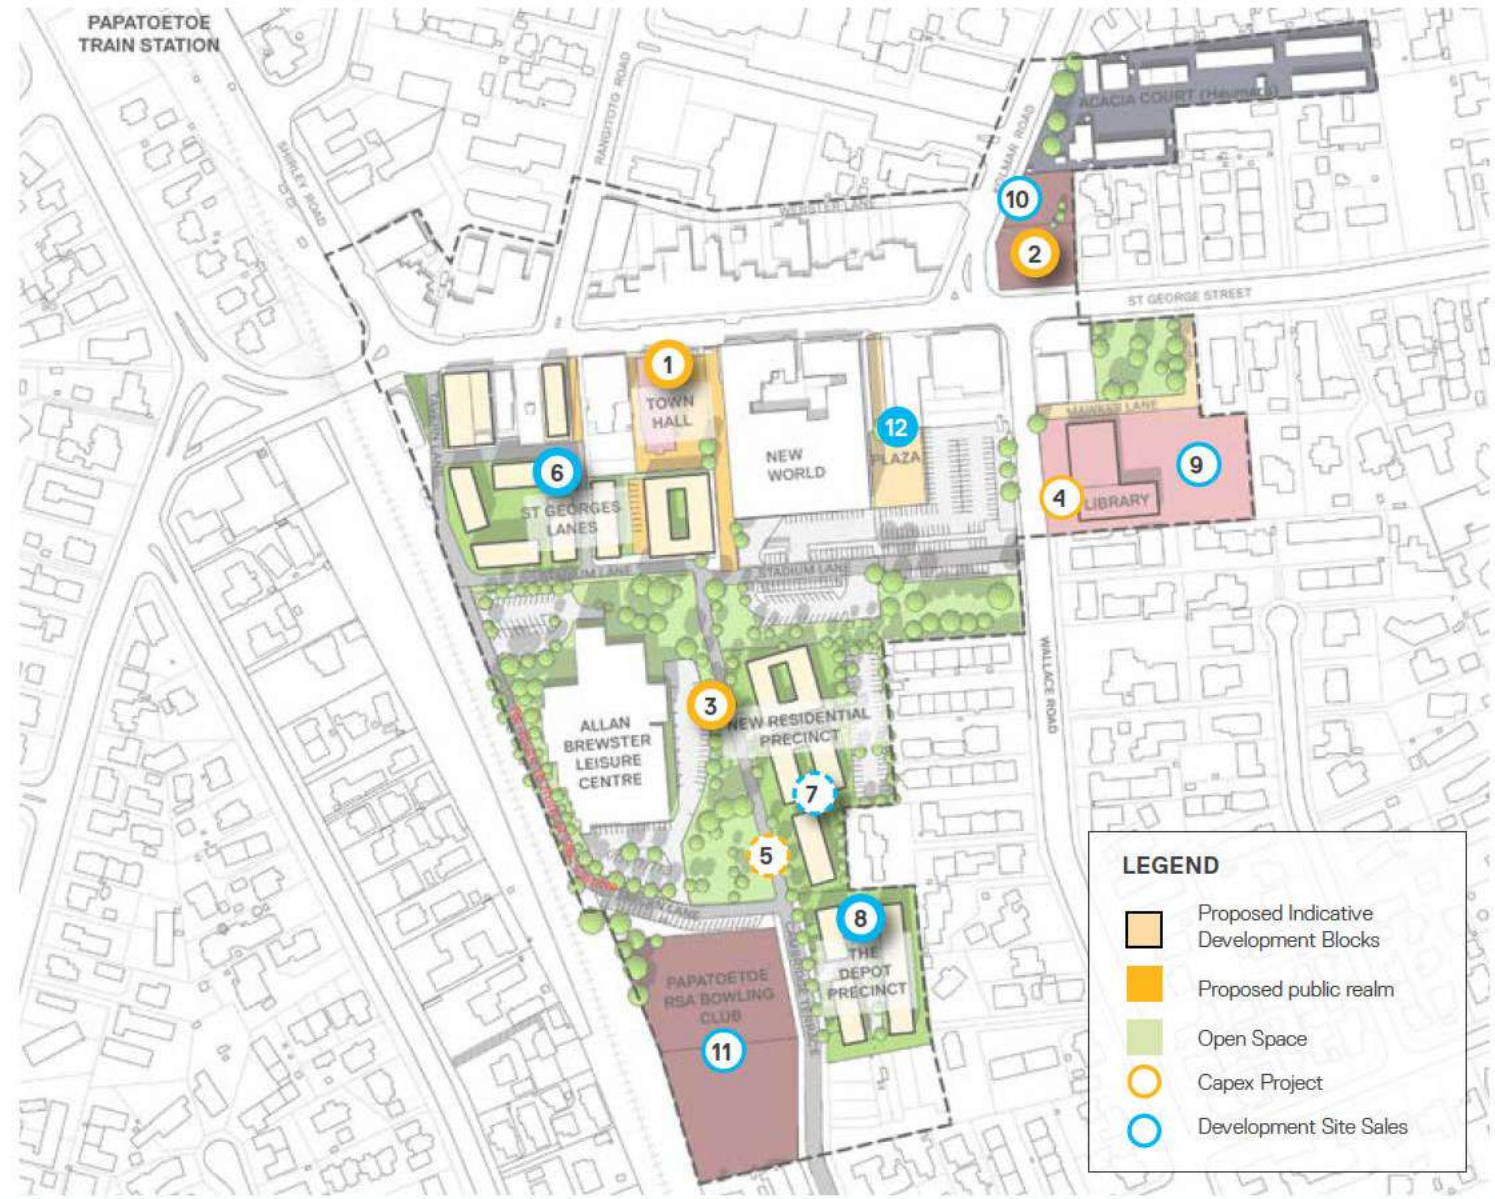 PAPATOETOE
TRAIN STATION
SHIRLEY ROAD
RANGITOTO ROAD
WEBSTER LANE
ROAD
ACACIA COURT
10
2
ST GEORGE STREET
1
TOWN
HALL
NEW
WORLD
12
PLAZA
LANE
9
4
LIBRARY
6
ST GEORGES
LANES
LANE
STADIUM LANE
WALLACE ROAD
3
NEW RESIDENTIAL
PRECINCT
ALLAN
BREWSTER
LEISURE
CENTRE
7
5
8
THE
DEPOT
PRECINCT
PAPATOETOE
RSA BOWLING
CLUB
11
LEGEND
Proposed Indicative
Development Blocks
Proposed public realm
Open Space
Capex Project
Development Site Sales